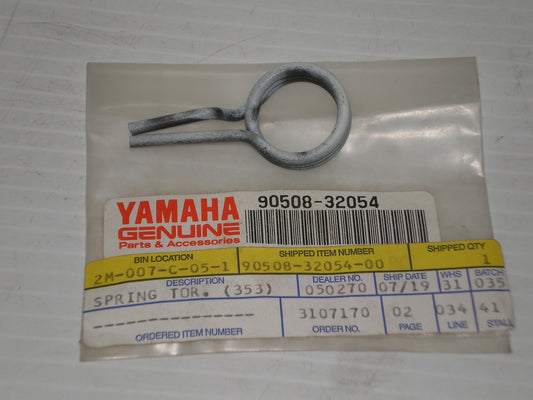 YAMAHA
GENUINE
Parts & Accessories
90508-32054
BIN LOCATION SHIPPED ITEM NUMBER SHIPPED QTY
2M-007-C-05-1 90508-32054-00 1
DESCRIPTION DEALER NO. SHIP DATE WHS BATCH
SPRING TOR. (353) 050270 07/19 31 035
---------------- 3107170 02 034 41
ORDERED ITEM NUMBER ORDER NO. PAGE LINE STALL